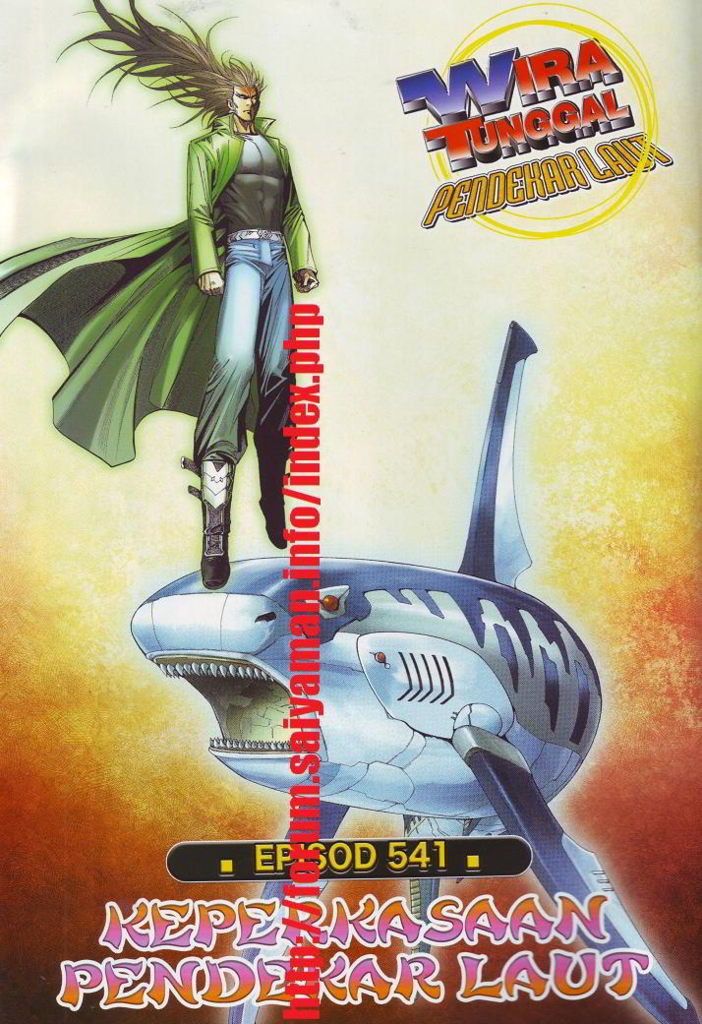 WIRA
TUNGGAL
PENDEKAR LAUT
http://forum.saiyaman.info/index.php
EPISOD 541
KEPERKASAAN
PENDEKAR LAUT